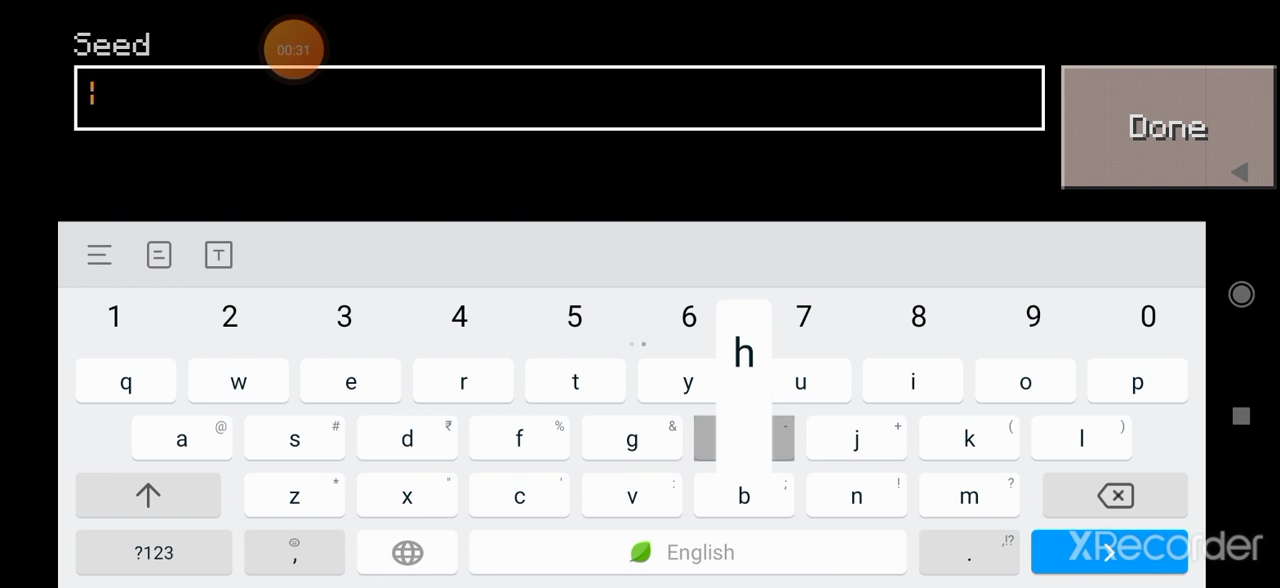 Seed
00:31
Done
T
1 2 3 4 5 6 7 8 9 0
h
q w e r t y u i o p
@ # ₹ % & - + ( )
a s d f g j k l
* " ' : ; ! ?
z x c v b n m
?123 , English . ,!?
XRecorder